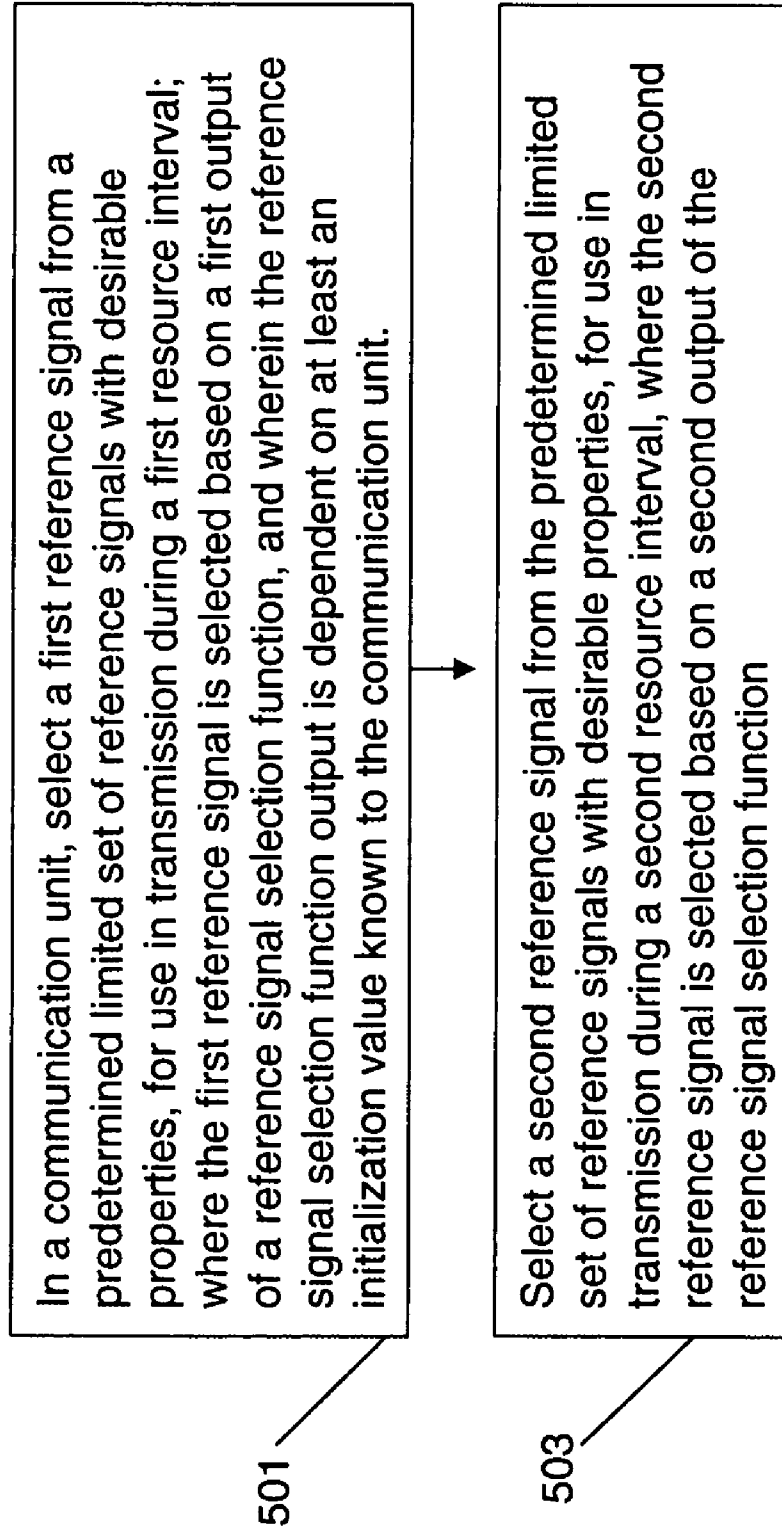 In a communication unit, select a first reference signal from a
predetermined limited set of reference signals with desirable
properties, for use in transmission during a first resource interval;
where the first reference signal is selected based on a first output
of a reference signal selection function, and wherein the reference
signal selection function output is dependent on at least an
initialization value known to the communication unit.
501
Select a second reference signal from the predetermined limited
set of reference signals with desirable properties, for use in
transmission during a second resource interval, where the second
reference signal is selected based on a second output of the
reference signal selection function
503